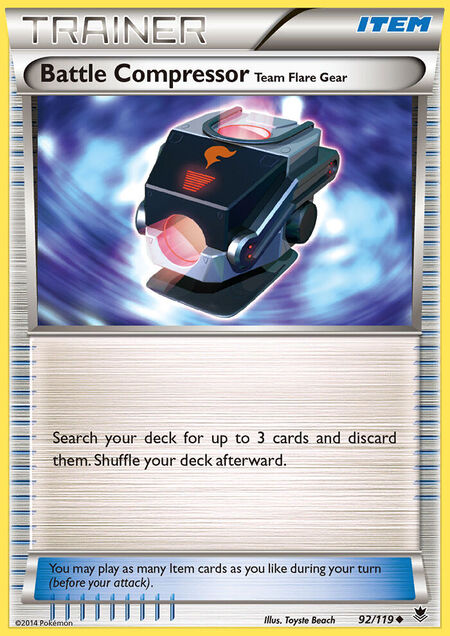 TRAINER
ITEM
Battle Compressor Team Flare Gear
Search your deck for up to 3 cards and discard
them. Shuffle your deck afterward.
You may play as many Item cards as you like during your turn
(before your attack).
©2014 Pokémon
Illus. Toyste Beach
92/119